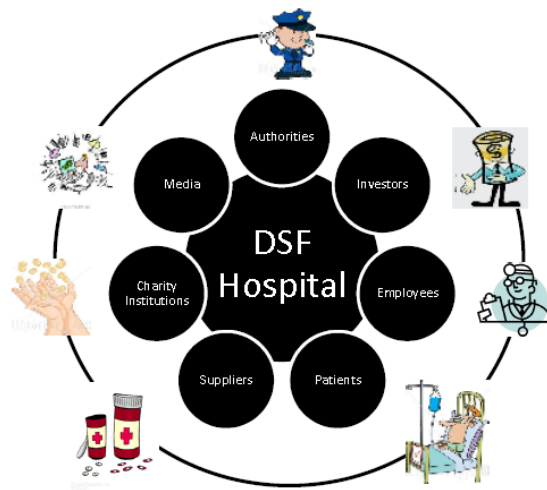 Authorities
Media
Investors
DSF
Hospital
Charity
Institutions
Employees
Suppliers
Patients